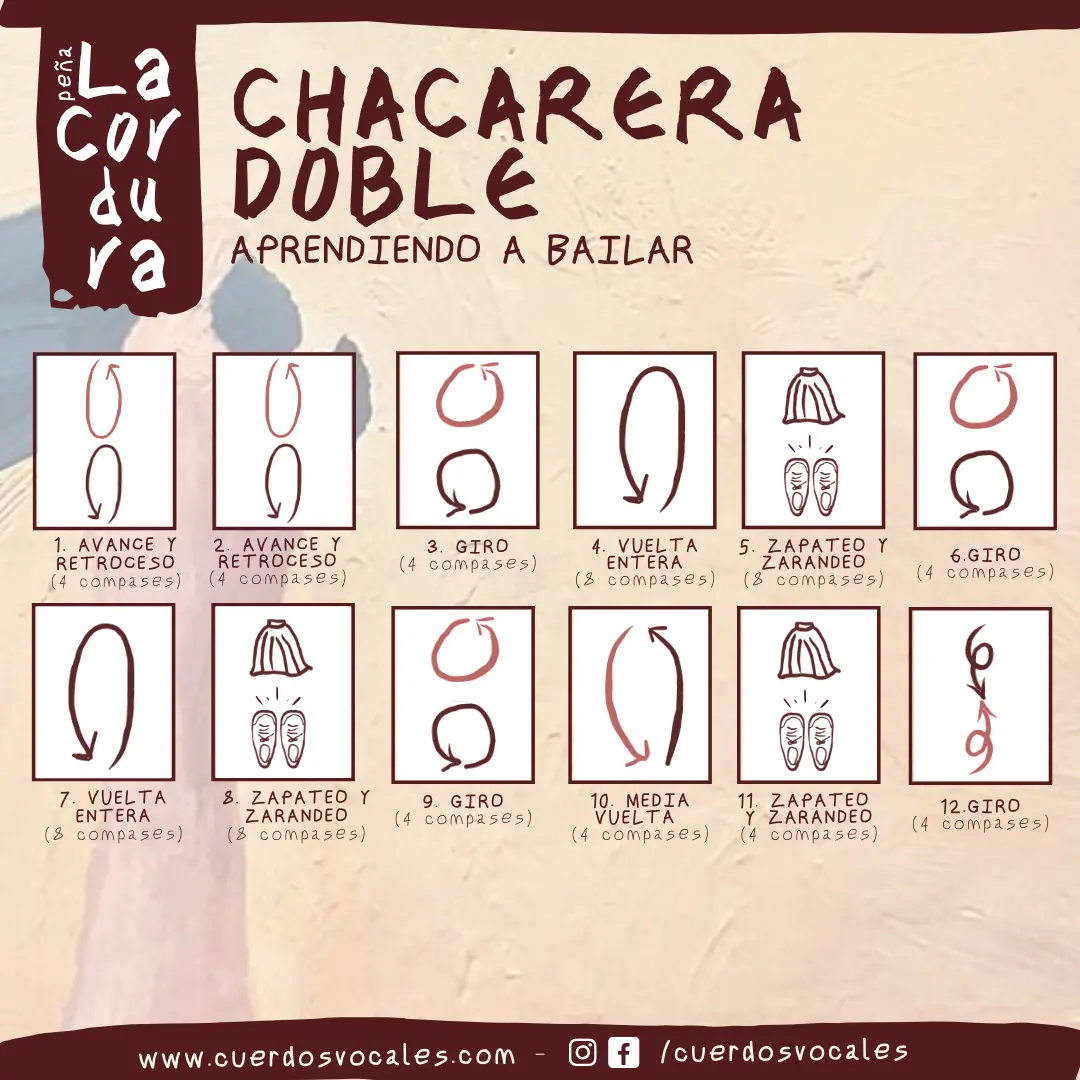 peña
La
Cor
du
ra
CHACARERA
DOBLE
APRENDIENDO A BAILAR
1. AVANCE Y
RETROCESO
(4 compases)
2. AVANCE Y
RETROCESO
(4 compases)
3. GIRO
(4 compases)
4. VUELTA
ENTERA
(8 compases)
5. ZAPATEO Y
ZARANDEO
(8 compases)
6.GIRO
(4 compases)
7. VUELTA
ENTERA
(8 compases)
8. ZAPATEO Y
ZARANDEO
(8 compases)
9. GIRO
(4 compases)
10. MEDIA
VUELTA
(4 compases)
11. ZAPATEO
Y ZARANDEO
(4 compases)
12.GIRO
(4 compases)
www.cuerdosvocales.com - /cuerdosvocales